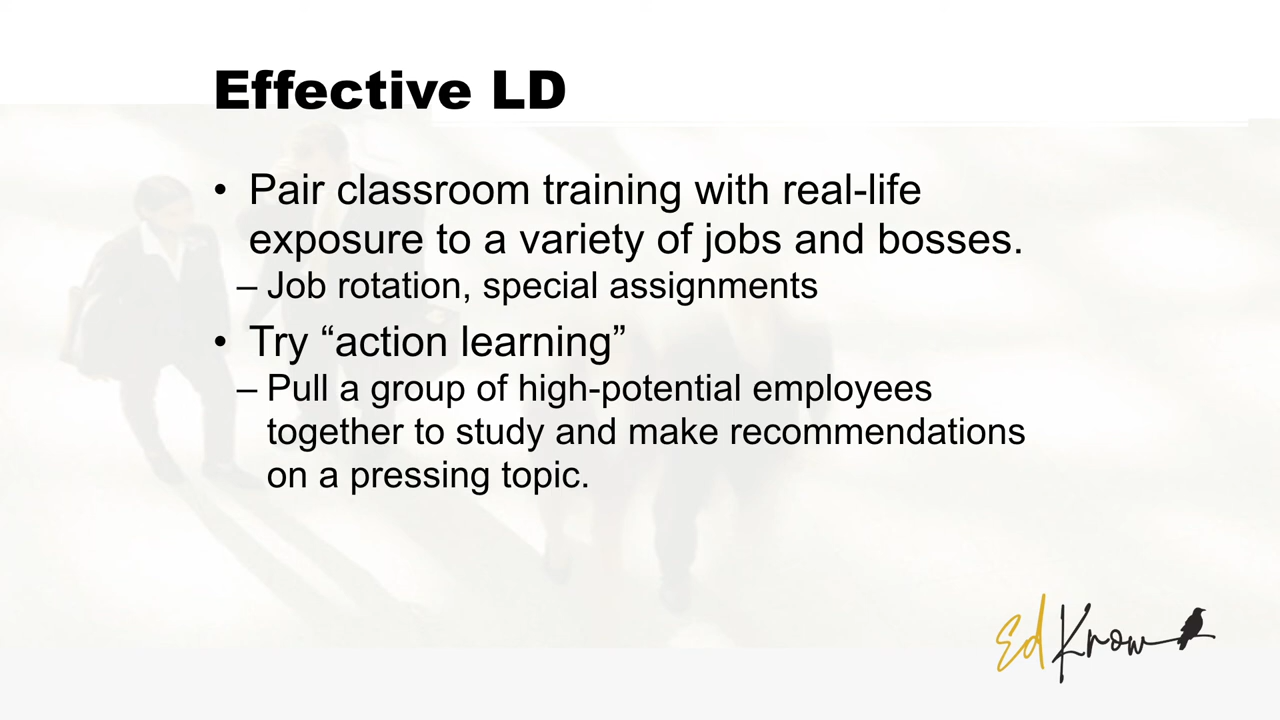 Effective LD
• Pair classroom training with real-life
exposure to a variety of jobs and bosses.
– Job rotation, special assignments
• Try “action learning”
– Pull a group of high-potential employees
together to study and make recommendations
on a pressing topic.
Ed Know